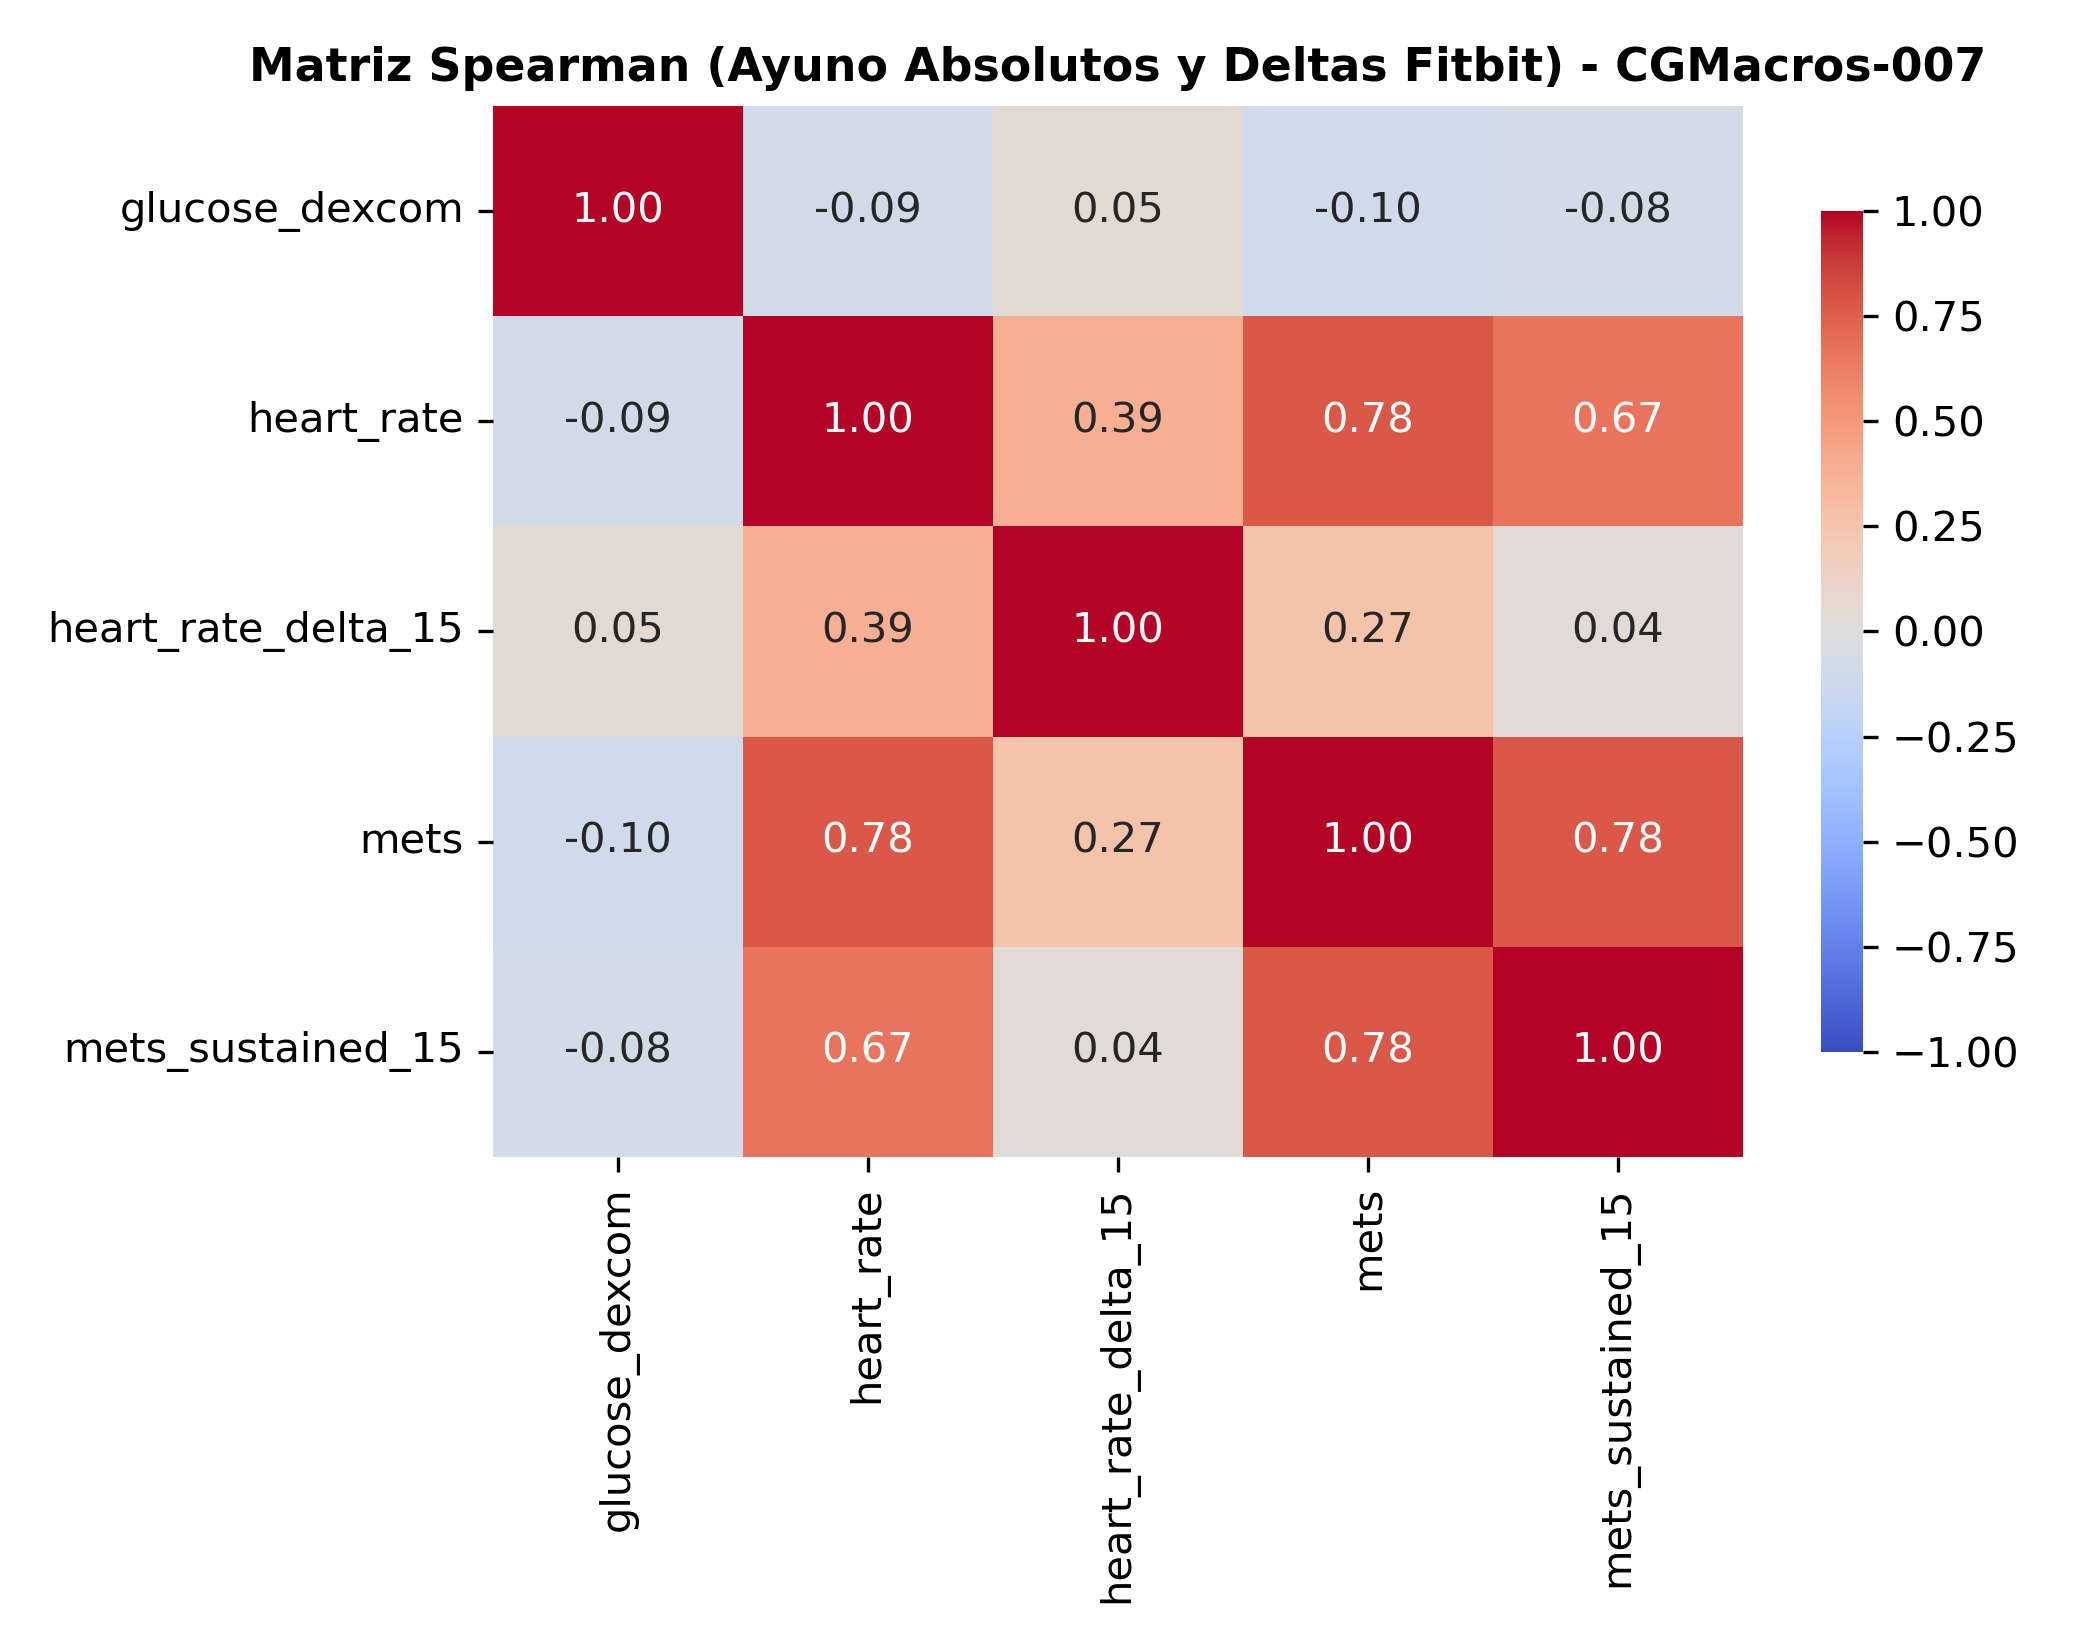 Matriz Spearman (Ayuno Absolutos y Deltas Fitbit) - CGMacros-007
glucose_dexcom 1.00 -0.09 0.05 -0.10 -0.08
heart_rate -0.09 1.00 0.39 0.78 0.67
heart_rate_delta_15 0.05 0.39 1.00 0.27 0.04
mets -0.10 0.78 0.27 1.00 0.78
mets_sustained_15 -0.08 0.67 0.04 0.78 1.00
glucose_dexcom
heart_rate
heart_rate_delta_15
mets
mets_sustained_15
1.00
0.75
0.50
0.25
0.00
−0.25
−0.50
−0.75
−1.00